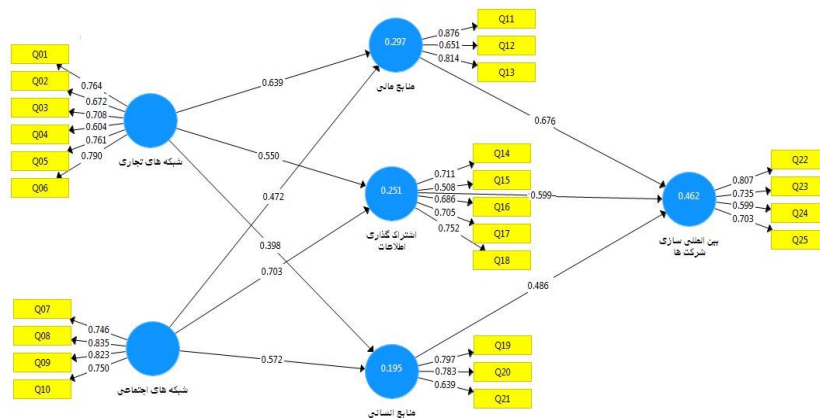 Q01
Q02
Q03
Q04
Q05
Q06
0.764
0.672
0.708
0.604
0.761
0.790
شبکه های تجاری
Q07
Q08
Q09
Q10
0.746
0.835
0.823
0.750
شبکه های اجتماعی
0.639
0.550
0.472
0.398
0.703
0.572
0.297
منابع مالی
0.876
0.651
0.814
Q11
Q12
Q13
0.251
اشتراک گذاری
اطلاعات
0.711
0.508
0.686
0.705
0.752
Q14
Q15
Q16
Q17
Q18
0.195
منابع انسانی
0.797
0.783
0.639
Q19
Q20
Q21
0.676
0.599
0.486
0.462
بین المللی سازی
شرکت ها
0.807
0.735
0.599
0.703
Q22
Q23
Q24
Q25